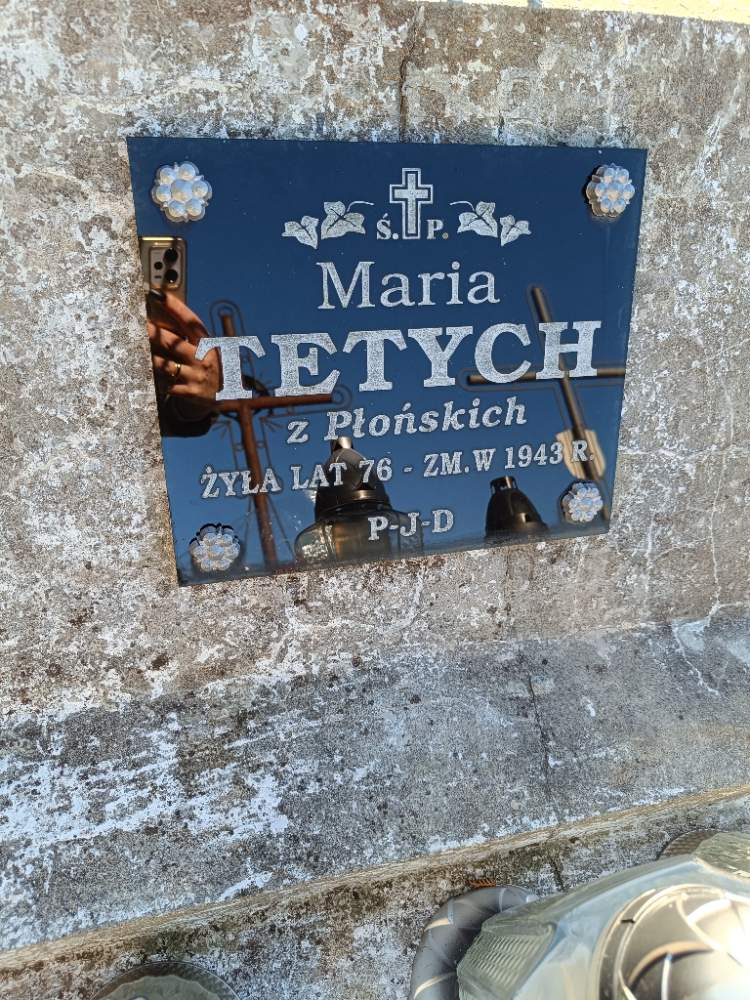 Ś. P.
Maria
TETYCH
z Płońskich
ŻYŁA LAT 76 - ZM. W 1943 R.
P-J-D